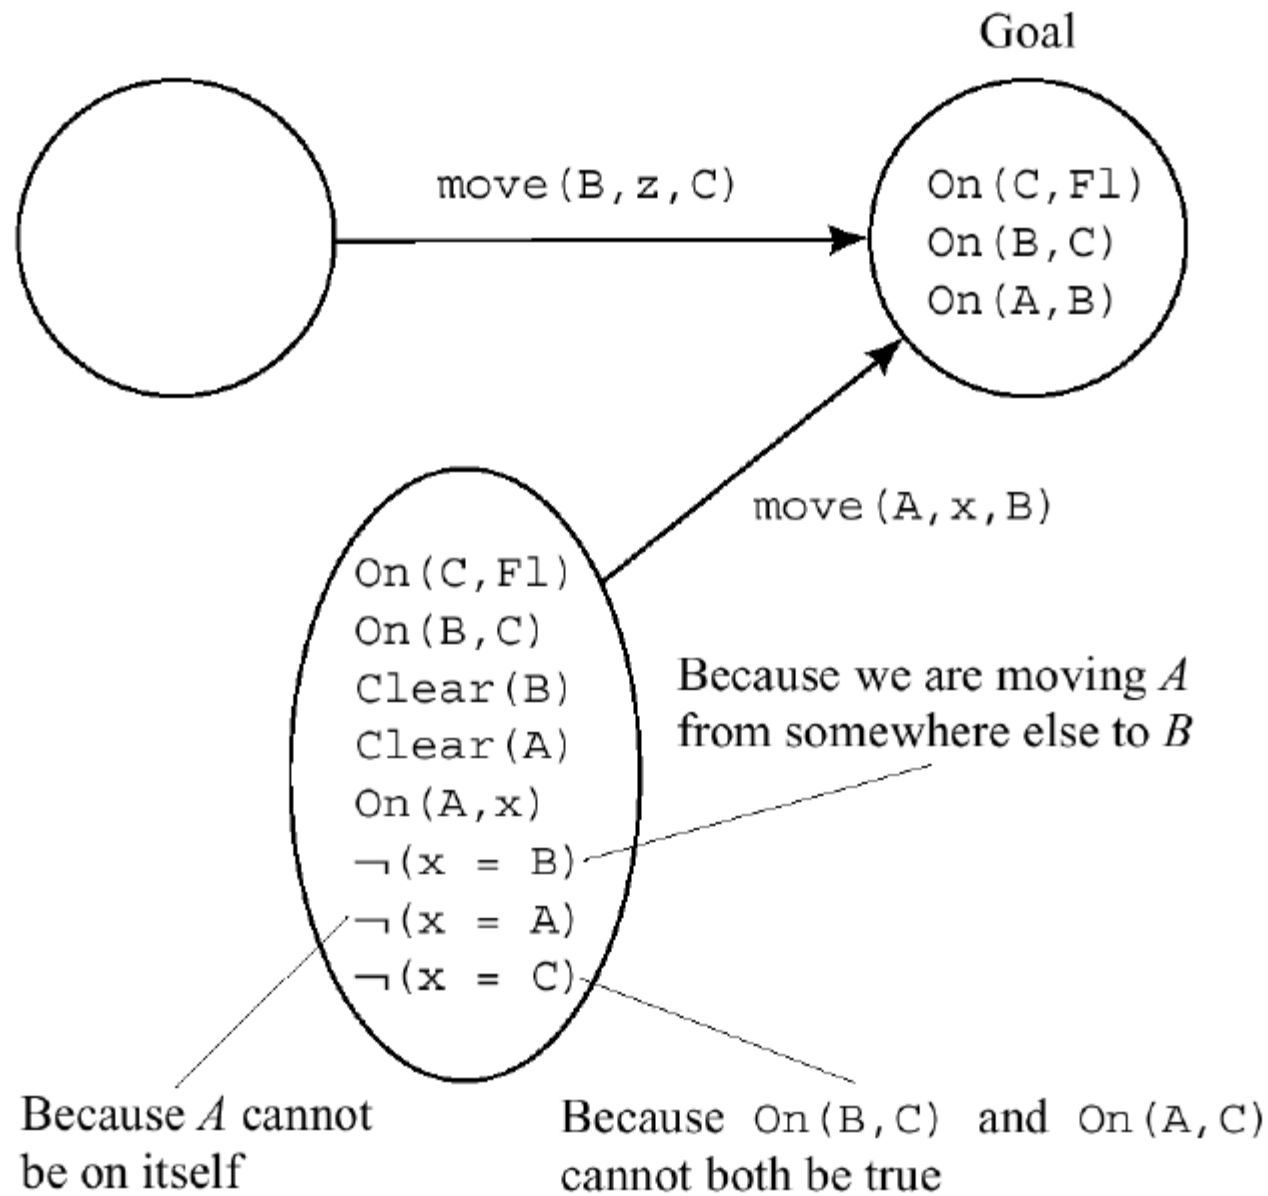 Goal
move(B,z,C)
On(C,Fl)
On(B,C)
On(A,B)
move(A,x,B)
On(C,Fl)
On(B,C)
Clear(B)
Clear(A)
On(A,x)
¬(x = B)
¬(x = A)
¬(x = C)
Because we are moving A
from somewhere else to B
Because A cannot
be on itself
Because On(B,C) and On(A,C)
cannot both be true